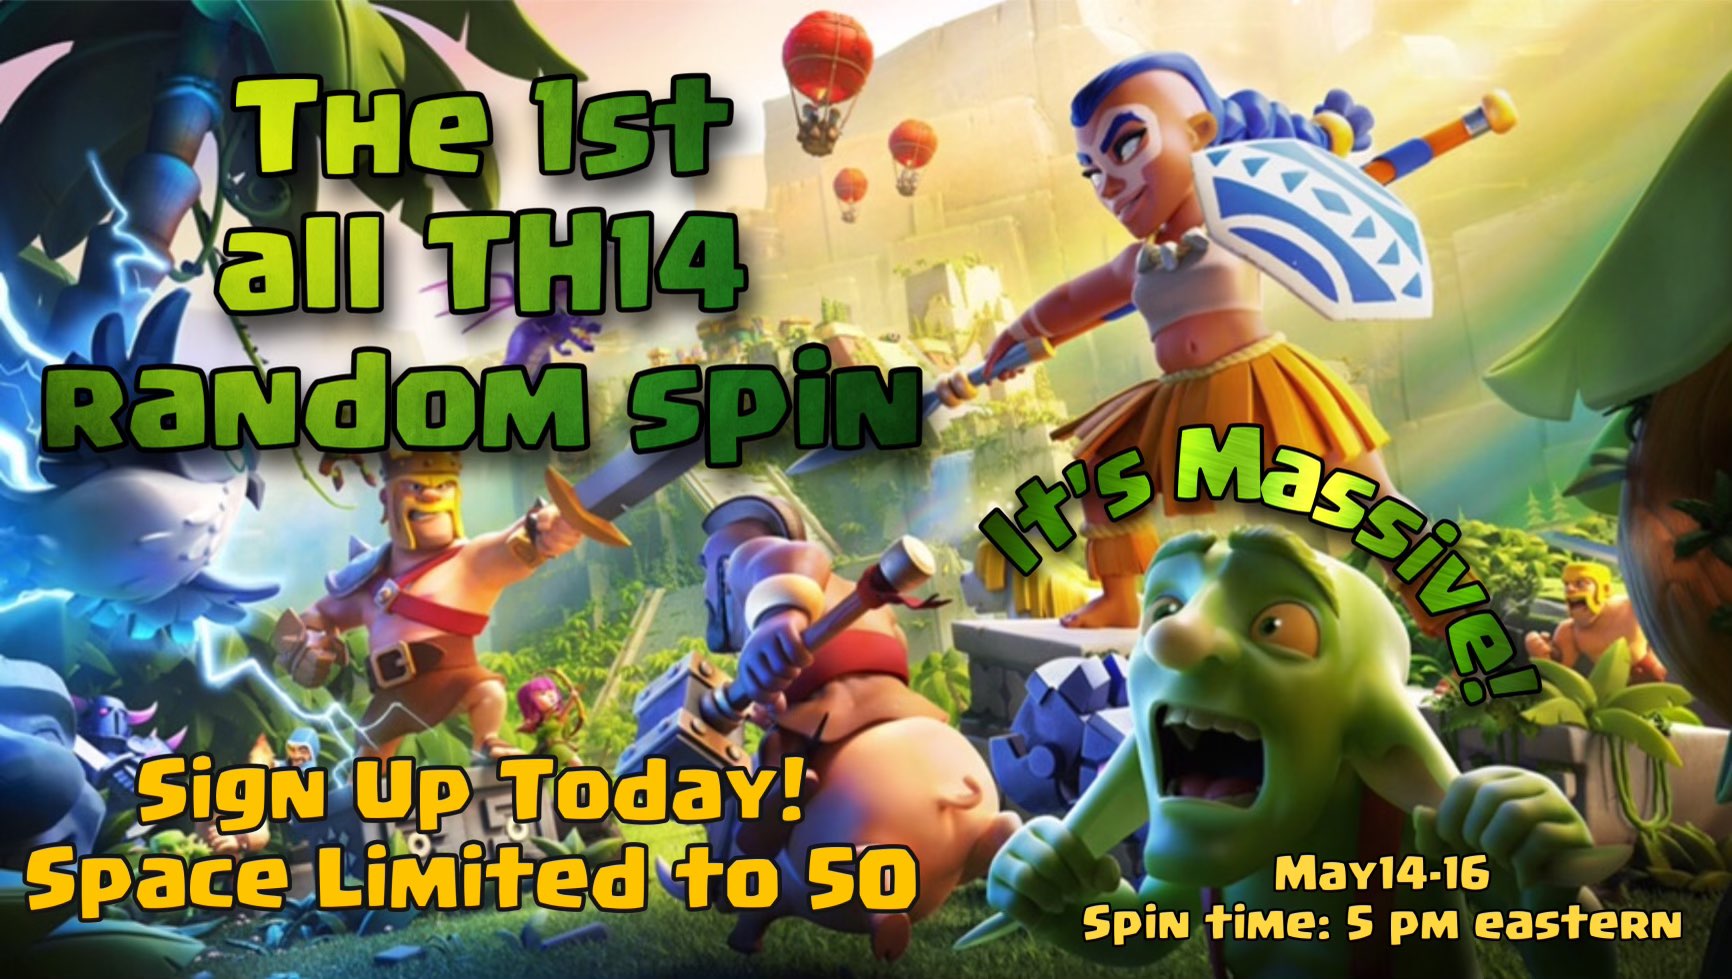 The 1st
all TH14
random spin
It's Massive!
Sign Up Today!
Space Limited to 50
May14-16
Spin time: 5 pm eastern